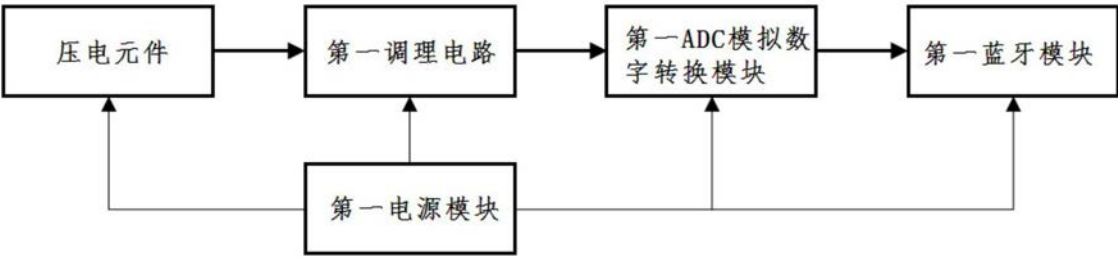 压电元件
第一调理电路
第一ADC模拟数
字转换模块
第一蓝牙模块
第一电源模块